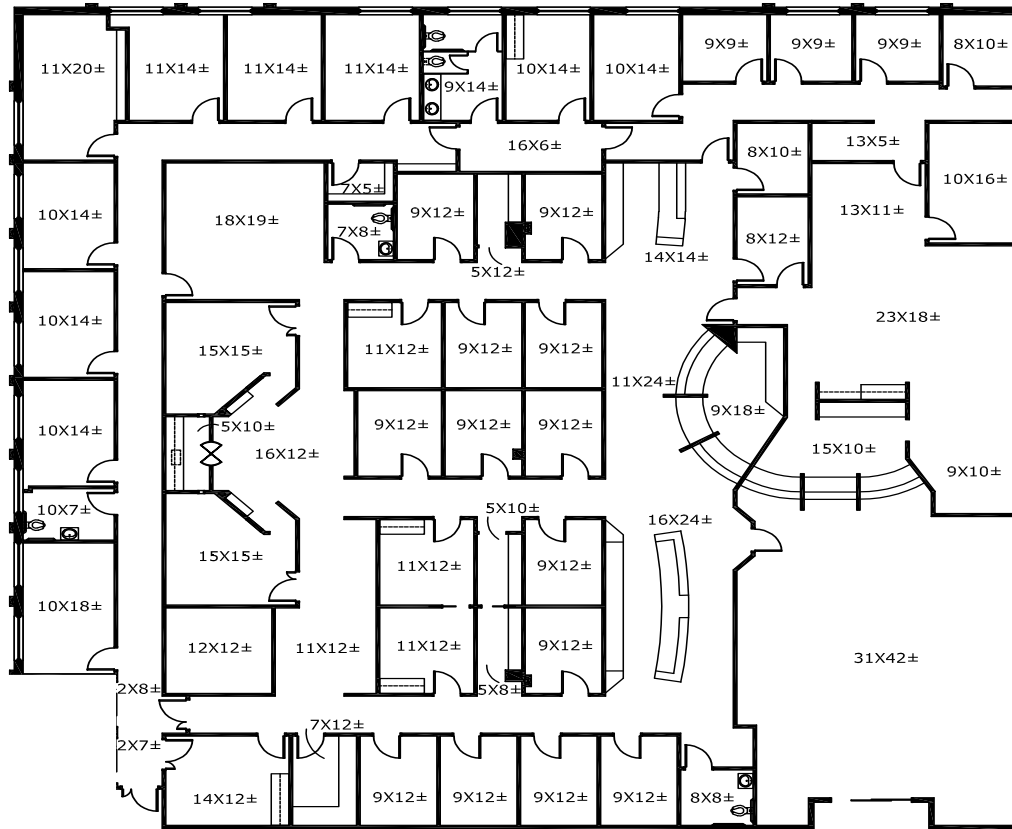 11X20±
11X14±
11X14±
11X14±
9X14±
10X14±
10X14±
9X9±
9X9±
9X9±
8X10±
16X6±
8X10±
13X5±
10X16±
10X14±
18X19±
7X5±
7X8±
9X12±
9X12±
5X12±
14X14±
8X12±
13X11±
10X14±
15X15±
11X12±
9X12±
9X12±
23X18±
11X24±
10X14±
5X10±
16X12±
9X12±
9X12±
9X12±
9X18±
15X10±
9X10±
10X7±
5X10±
16X24±
15X15±
11X12±
9X12±
10X18±
12X12±
11X12±
11X12±
9X12±
31X42±
2X8±
5X8±
7X12±
2X7±
14X12±
9X12±
9X12±
9X12±
9X12±
8X8±